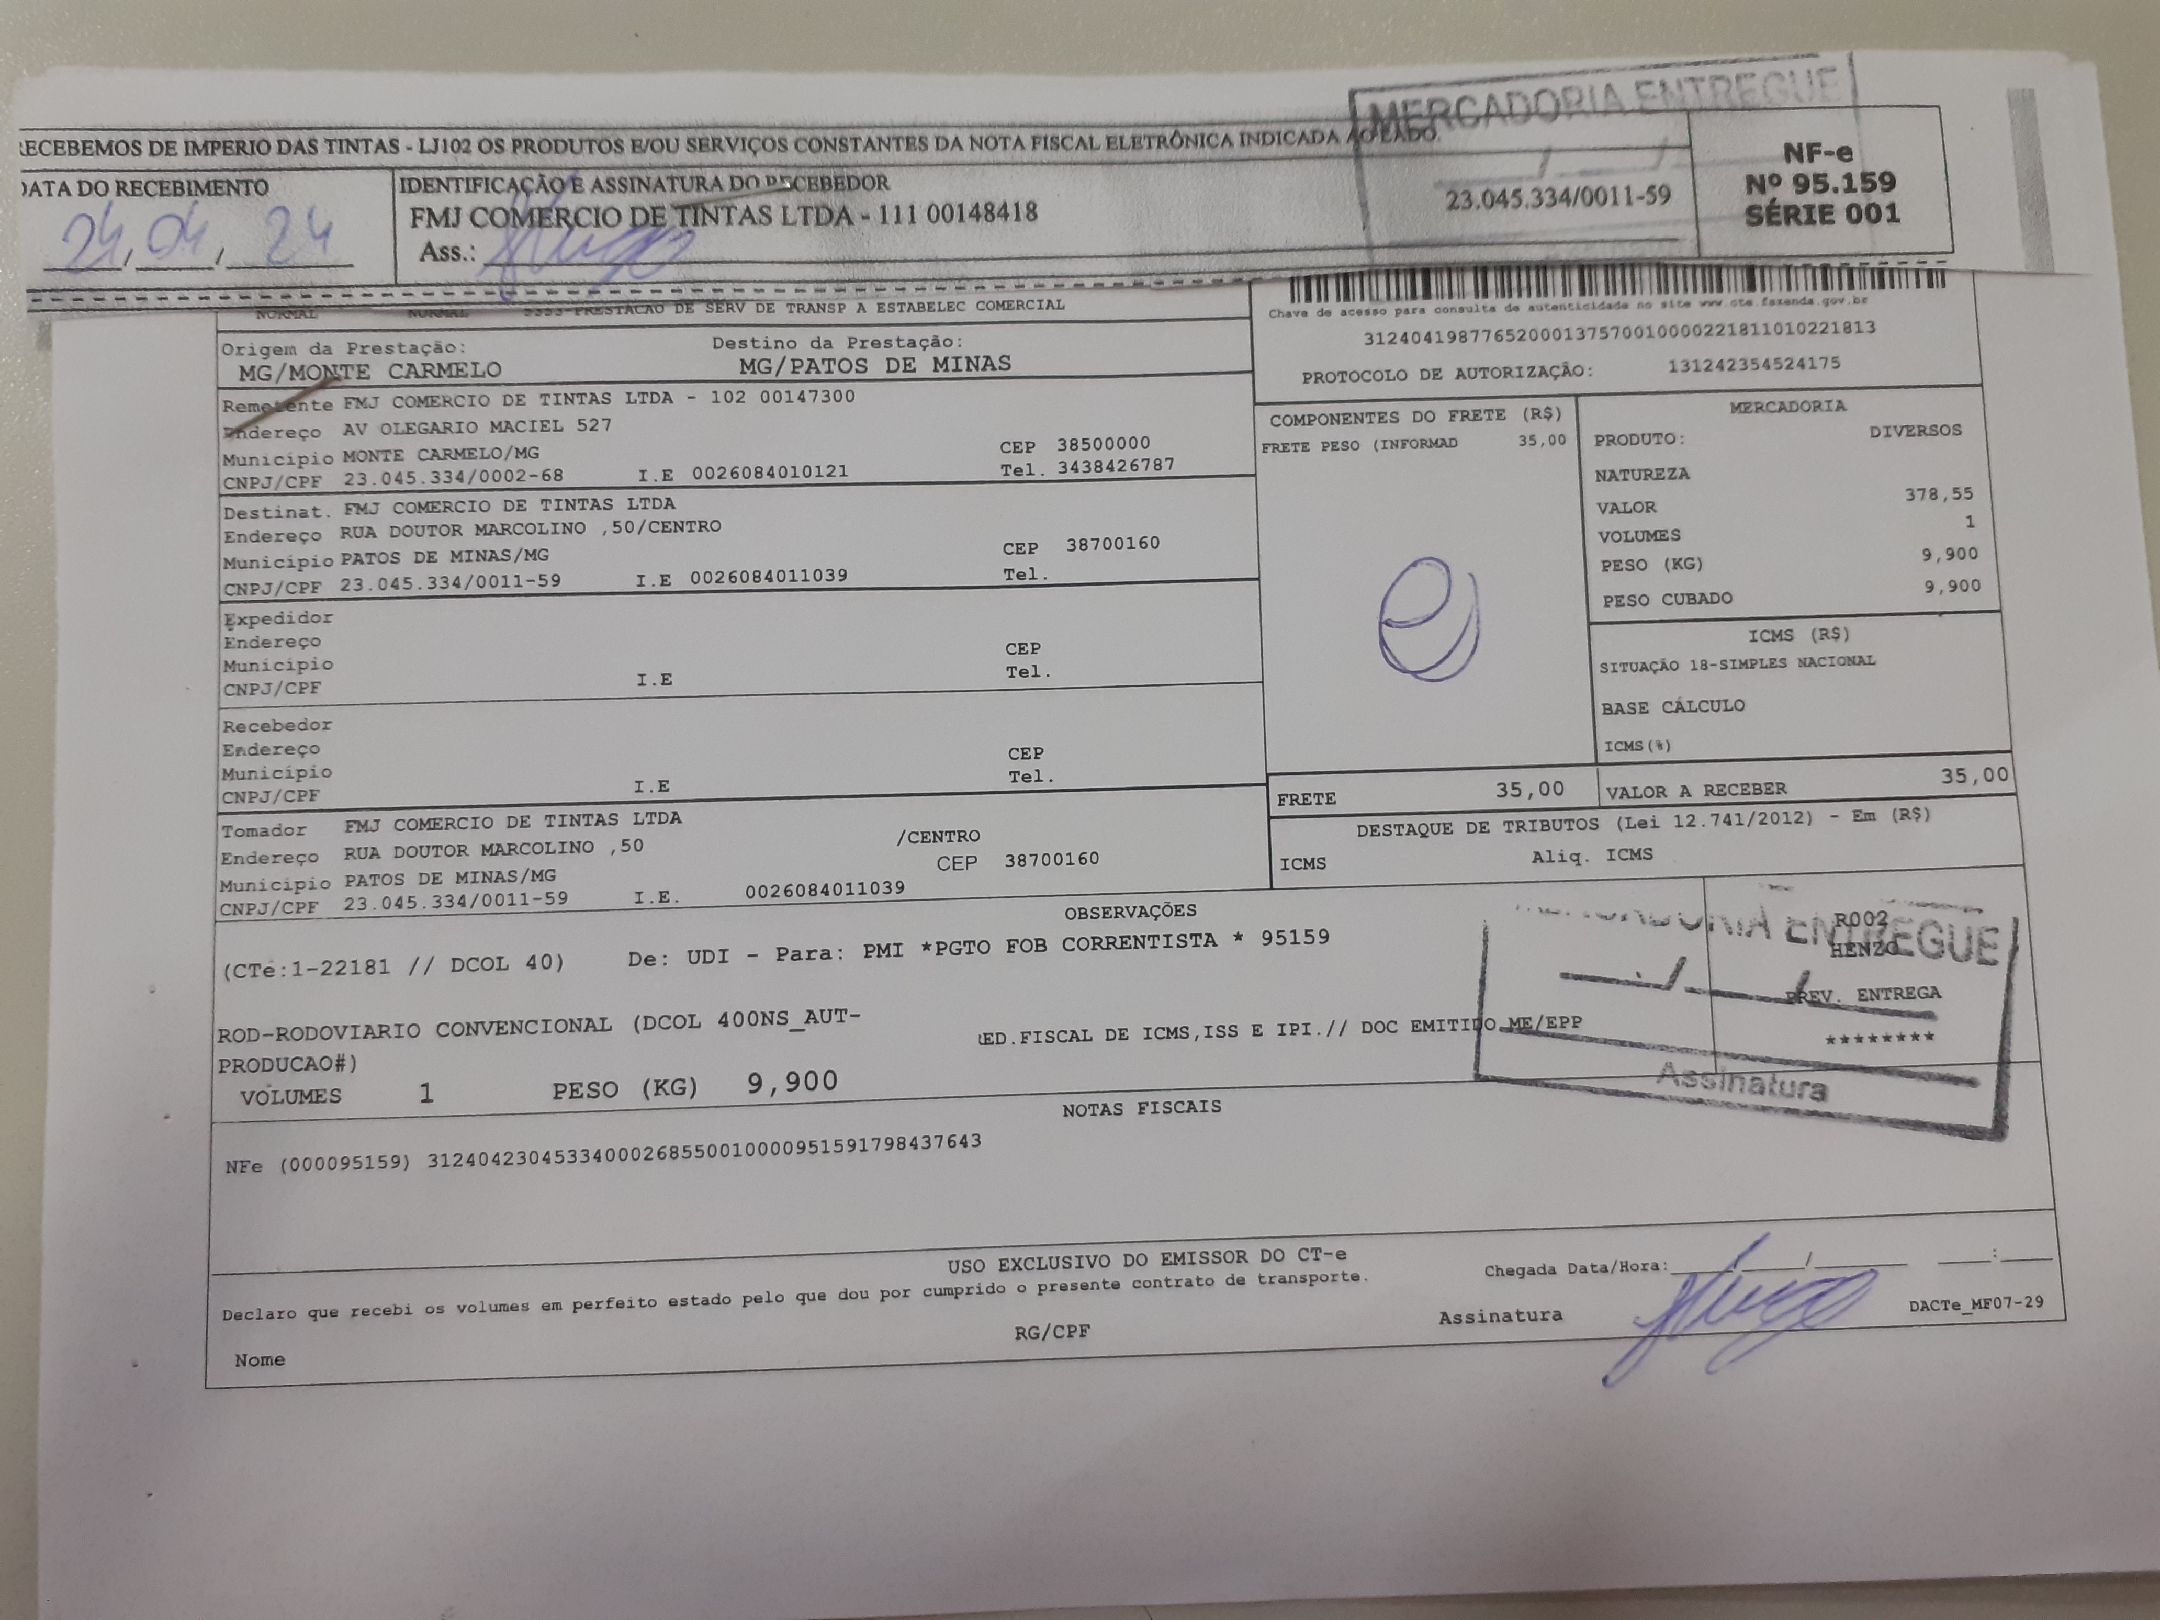 MERCADORIA ENTREGUE
RECEBEMOS DE IMPERIO DAS TINTAS - LJ102 OS PRODUTOS E/OU SERVIÇOS CONSTANTES DA NOTA FISCAL ELETRÔNICA INDICADA AO LADO.
DATA DO RECEBIMENTO
24, 04, 24
IDENTIFICAÇÃO E ASSINATURA DO RECEBEDOR
FMJ COMERCIO DE TINTAS LTDA - 111 00148418
23.045.334/0011-59
Ass.:
NF-e
Nº 95.159
SÉRIE 001
NORMAL NORMAL 5353-PRESTACAO DE SERV DE TRANSP A ESTABELEC COMERCIAL
Chave de acesso para consulta de autenticidade no site www.cte.fazenda.gov.br
31240419877652000137570010000221811010221813
PROTOCOLO DE AUTORIZAÇÃO: 131242354524175
Origem da Prestação: Destino da Prestação:
MG/MONTE CARMELO MG/PATOS DE MINAS
Remetente FMJ COMERCIO DE TINTAS LTDA - 102 00147300
Endereço AV OLEGARIO MACIEL 527
Município MONTE CARMELO/MG CEP 38500000
CNPJ/CPF 23.045.334/0002-68 I.E 0026084010121 Tel. 3438426787
Destinat. FMJ COMERCIO DE TINTAS LTDA
Endereço RUA DOUTOR MARCOLINO ,50/CENTRO
Município PATOS DE MINAS/MG CEP 38700160
CNPJ/CPF 23.045.334/0011-59 I.E 0026084011039 Tel.
Expedidor
Endereço
Município CEP
CNPJ/CPF I.E Tel.
Recebedor
Endereço
Município CEP
CNPJ/CPF I.E Tel.
Tomador FMJ COMERCIO DE TINTAS LTDA
Endereço RUA DOUTOR MARCOLINO ,50 /CENTRO
Município PATOS DE MINAS/MG CEP 38700160
CNPJ/CPF 23.045.334/0011-59 I.E. 0026084011039
COMPONENTES DO FRETE (R$)
FRETE PESO (INFORMAD 35,00
MERCADORIA
PRODUTO: DIVERSOS
NATUREZA
VALOR 378,55
VOLUMES 1
PESO (KG) 9,900
PESO CUBADO 9,900
ICMS (R$)
SITUAÇÃO 18-SIMPLES NACIONAL
BASE CÁLCULO
ICMS(%)
FRETE 35,00 VALOR A RECEBER 35,00
DESTAQUE DE TRIBUTOS (Lei 12.741/2012) - Em (R$)
ICMS Aliq. ICMS
OBSERVAÇÕES
(CTe:1-22181 // DCOL 40) De: UDI - Para: PMI *PGTO FOB CORRENTISTA * 95159
ROD-RODOVIARIO CONVENCIONAL (DCOL 400NS_AUT-
PRODUCAO#)
ED.FISCAL DE ICMS,ISS E IPI.// DOC EMITIDO ME/EPP
VOLUMES 1 PESO (KG) 9,900
R002
HENZO
PREV. ENTREGA
********
MERCADORIA ENTREGUE
Assinatura
NOTAS FISCAIS
NFe (000095159) 31240423045334000268550010000951591798437643
USO EXCLUSIVO DO EMISSOR DO CT-e
Declaro que recebi os volumes em perfeito estado pelo que dou por cumprido o presente contrato de transporte.
Chegada Data/Hora:____/____/____ ___:___
Nome RG/CPF Assinatura
DACTe_MF07-29